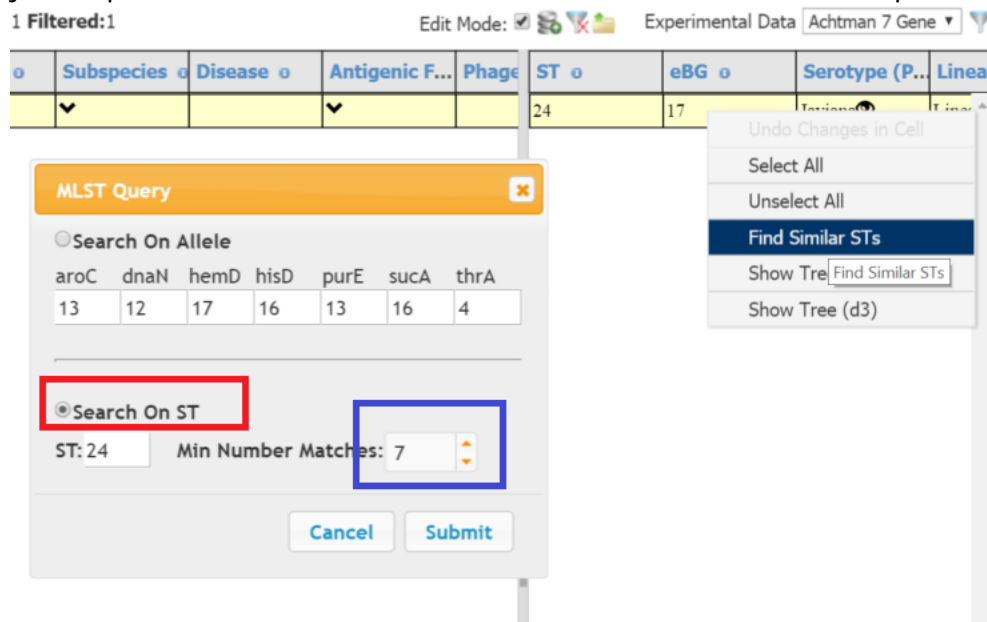 1 Filtered:1 Edit Mode: Experimental Data Achtman 7 Gene
Subspecies Disease Antigenic F... Phage ST eBG Serotype (P... Linea
24 17
Undo Changes in Cell
Select All
Unselect All
Find Similar STs
Show Tre Find Similar STs
Show Tree (d3)
MLST Query
Search On Allele
aroC dnaN hemD hisD purE sucA thrA
13 12 17 16 13 16 4
Search On ST
ST: 24 Min Number Matches: 7
Cancel Submit